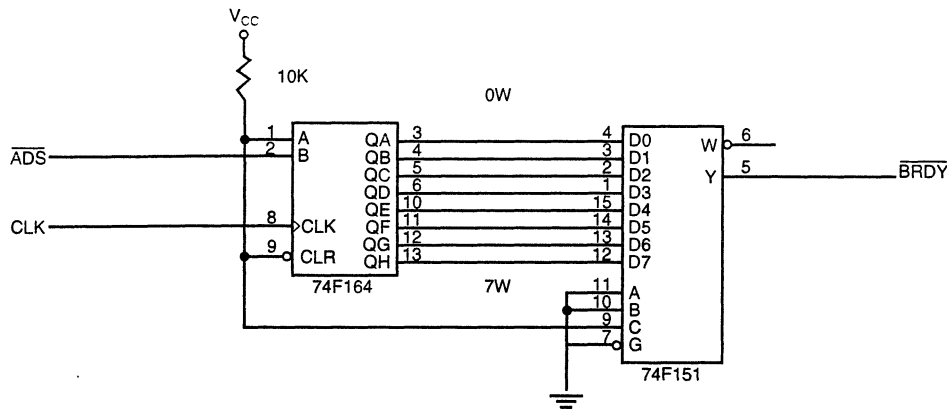 VCC
10K
0W
1 A QA 3 4 D0 W 6
ADS 2 B QB 4 3 D1
QC 5 2 D2 Y 5 BRDY
QD 6 1 D3
QE 10 15 D4
CLK 8 CLK QF 11 14 D5
QG 12 13 D6
9 CLR QH 13 12 D7
74F164 7W
11 A
10 B
9 C
7 G
74F151